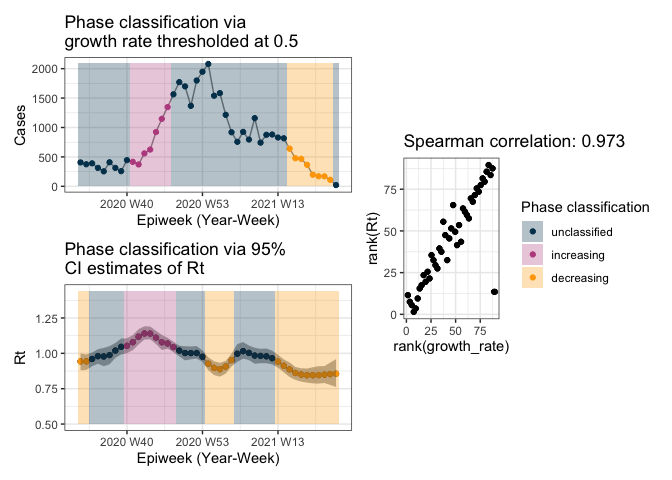 Phase classification via
growth rate thresholded at 0.5
Cases
2000
1500
1000
500
0
2020 W40
2020 W53
2021 W13
Epiweek (Year-Week)
Phase classification via 95%
CI estimates of Rt
Rt
1.25
1.00
0.75
0.50
2020 W40
2020 W53
2021 W13
Epiweek (Year-Week)
Spearman correlation: 0.973
rank(Rt)
75
50
25
0
0
25
50
75
rank(growth_rate)
Phase classification
unclassified
increasing
decreasing